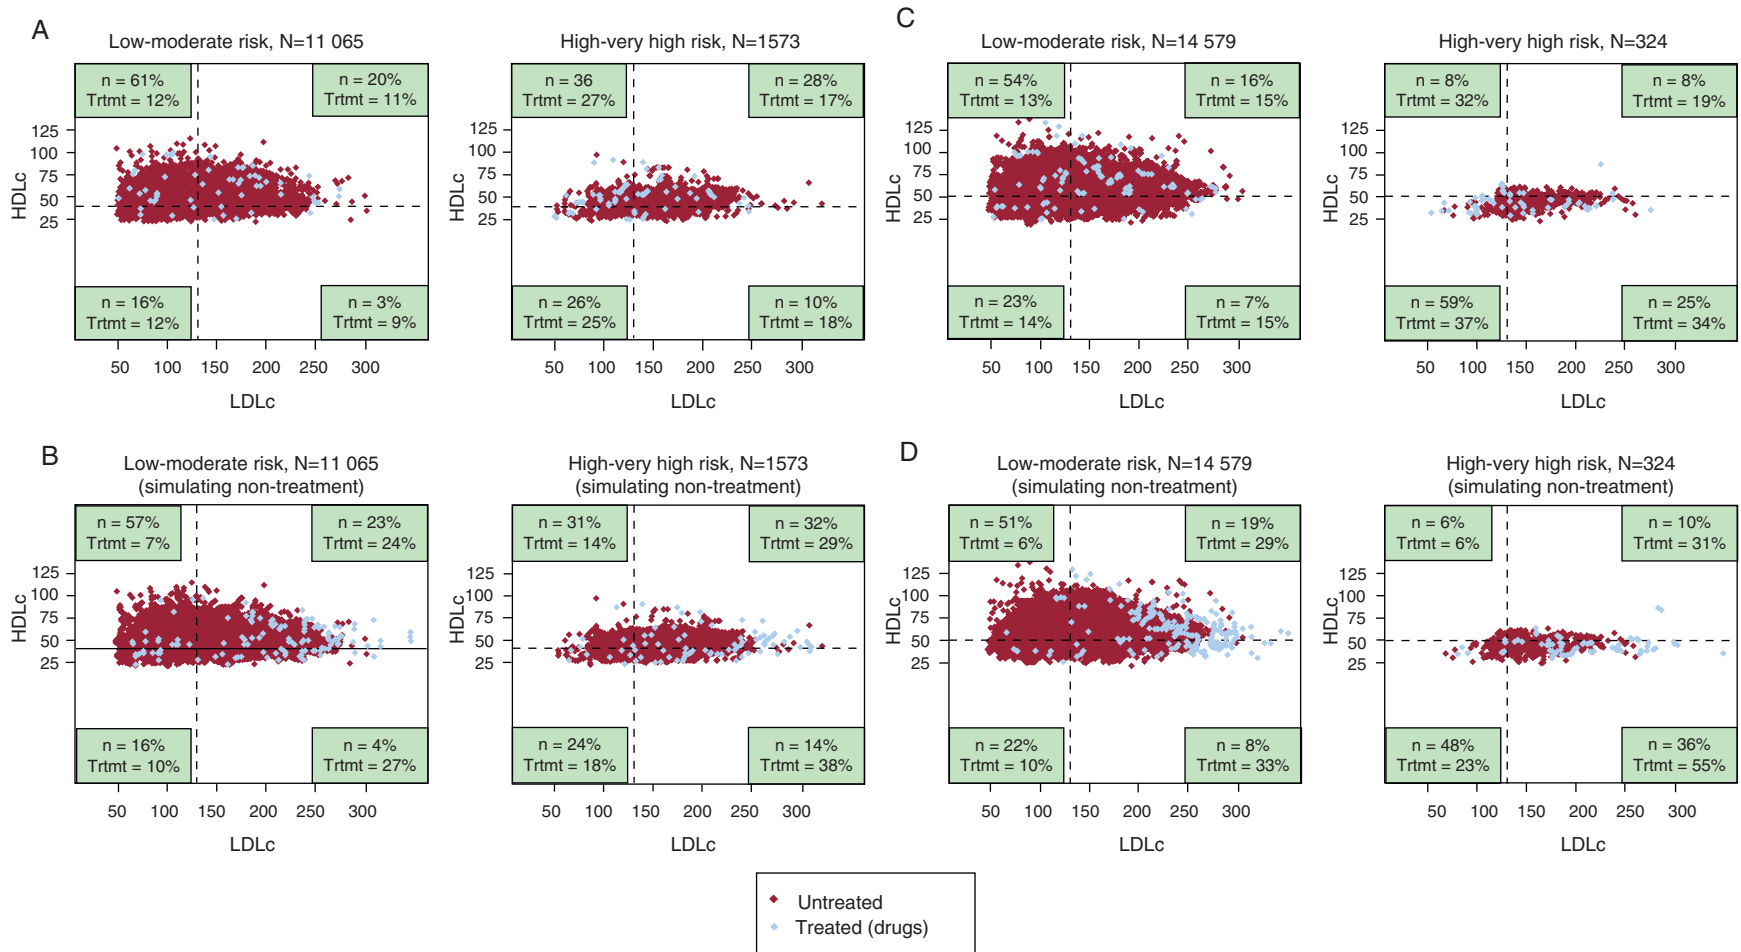 A
Low-moderate risk, N=11 065
n = 61%
Trtmt = 12%
n = 20%
Trtmt = 11%
125
100
75
50
25
HDLc
n = 16%
Trtmt = 12%
n = 3%
Trtmt = 9%
50 100 150 200 250 300
LDLc
High-very high risk, N=1573
n = 36
Trtmt = 27%
n = 28%
Trtmt = 17%
125
100
75
50
25
HDLc
n = 26%
Trtmt = 25%
n = 10%
Trtmt = 18%
50 100 150 200 250 300
LDLc
C
Low-moderate risk, N=14 579
n = 54%
Trtmt = 13%
n = 16%
Trtmt = 15%
125
100
75
50
25
HDLc
n = 23%
Trtmt = 14%
n = 7%
Trtmt = 15%
50 100 150 200 250 300
LDLc
High-very high risk, N=324
n = 8%
Trtmt = 32%
n = 8%
Trtmt = 19%
125
100
75
50
25
HDLc
n = 59%
Trtmt = 37%
n = 25%
Trtmt = 34%
50 100 150 200 250 300
LDLc
B
Low-moderate risk, N=11 065
(simulating non-treatment)
n = 57%
Trtmt = 7%
n = 23%
Trtmt = 24%
125
100
75
50
25
HDLc
n = 16%
Trtmt = 10%
n = 4%
Trtmt = 27%
50 100 150 200 250 300
LDLc
High-very high risk, N=1573
(simulating non-treatment)
n = 31%
Trtmt = 14%
n = 32%
Trtmt = 29%
125
100
75
50
25
HDLc
n = 24%
Trtmt = 18%
n = 14%
Trtmt = 38%
50 100 150 200 250 300
LDLc
D
Low-moderate risk, N=14 579
(simulating non-treatment)
n = 51%
Trtmt = 6%
n = 19%
Trtmt = 29%
125
100
75
50
25
HDLc
n = 22%
Trtmt = 10%
n = 8%
Trtmt = 33%
50 100 150 200 250 300
LDLc
High-very high risk, N=324
(simulating non-treatment)
n = 6%
Trtmt = 6%
n = 10%
Trtmt = 31%
125
100
75
50
25
HDLc
n = 48%
Trtmt = 23%
n = 36%
Trtmt = 55%
50 100 150 200 250 300
LDLc
Untreated
Treated (drugs)